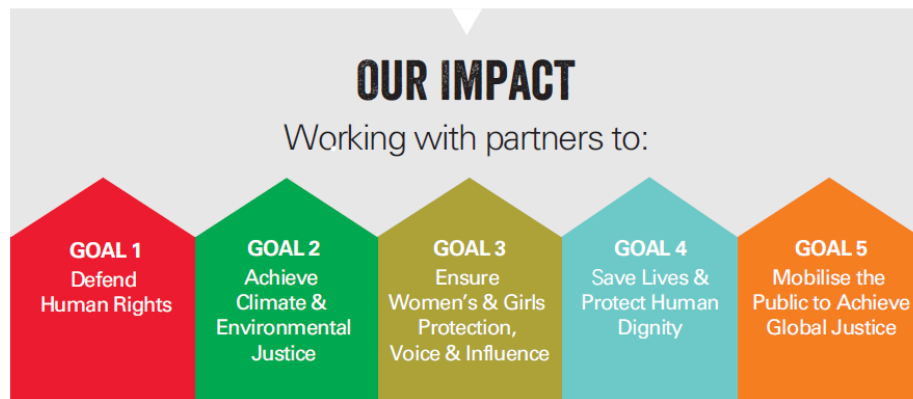 OUR IMPACT
Working with partners to:
GOAL 1
Defend
Human Rights
GOAL 2
Achieve
Climate &
Environmental
Justice
GOAL 3
Ensure
Women’s & Girls
Protection,
Voice & Influence
GOAL 4
Save Lives &
Protect Human
Dignity
GOAL 5
Mobilise the
Public to Achieve
Global Justice